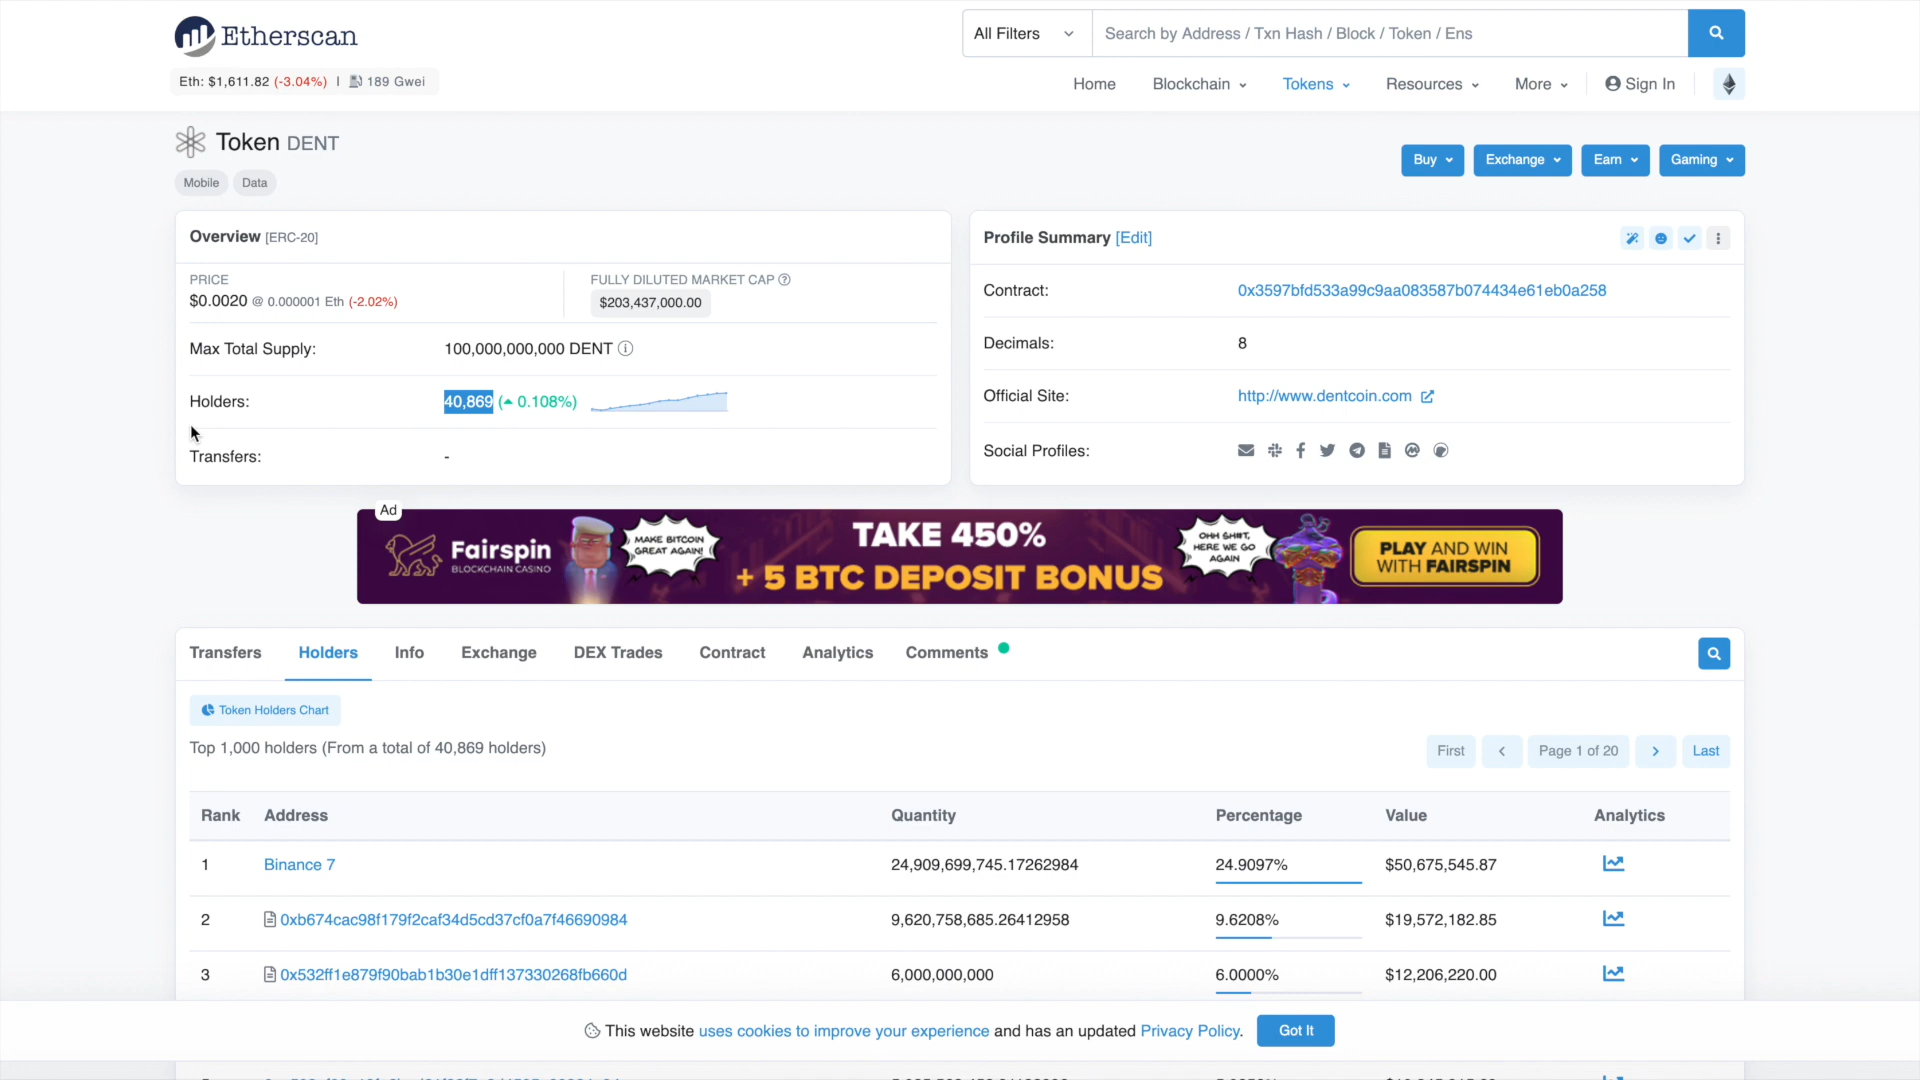 Etherscan
All Filters
Search by Address / Txn Hash / Block / Token / Ens
Eth: $1,611.82 (-3.04%) | 189 Gwei
Home Blockchain Tokens Resources More Sign In
Token DENT
Mobile Data
Buy Exchange Earn Gaming
Overview [ERC-20]
PRICE
$0.0020 @ 0.000001 Eth (-2.02%)
FULLY DILUTED MARKET CAP
$203,437,000.00
Max Total Supply: 100,000,000,000 DENT
Holders: 40,869 (0.108%)
Transfers: -
Profile Summary [Edit]
Contract: 0x3597bfd533a99c9aa083587b074434e61eb0a258
Decimals: 8
Official Site: http://www.dentcoin.com
Social Profiles:
Ad
Fairspin
BLOCKCHAIN CASINO
MAKE BITCOIN
GREAT AGAIN!
TAKE 450%
+ 5 BTC DEPOSIT BONUS
OHH SH#T,
HERE WE GO
AGAIN
PLAY AND WIN
WITH FAIRSPIN
Transfers Holders Info Exchange DEX Trades Contract Analytics Comments
Token Holders Chart
Top 1,000 holders (From a total of 40,869 holders)
First Page 1 of 20 Last
Rank Address Quantity Percentage Value Analytics
1 Binance 7 24,909,699,745.17262984 24.9097% $50,675,545.87
2 0xb674cac98f179f2caf34d5cd37cf0a7f46690984 9,620,758,685.26412958 9.6208% $19,572,182.85
3 0x532ff1e879f90bab1b30e1dff137330268fb660d 6,000,000,000 6.0000% $12,206,220.00
This website uses cookies to improve your experience and has an updated Privacy Policy.
Got It